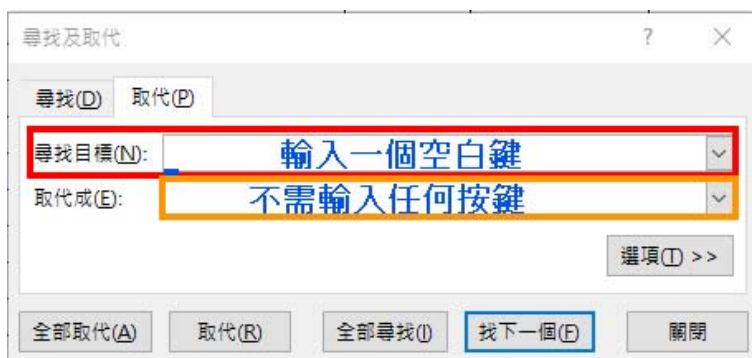 尋找及取代 ?
尋找(D) 取代(P)
尋找目標(N): 輸入一個空白鍵
取代成(E): 不需輸入任何按鍵
選項(T) >>
全部取代(A) 取代(R) 全部尋找(I) 找下一個(F) 關閉